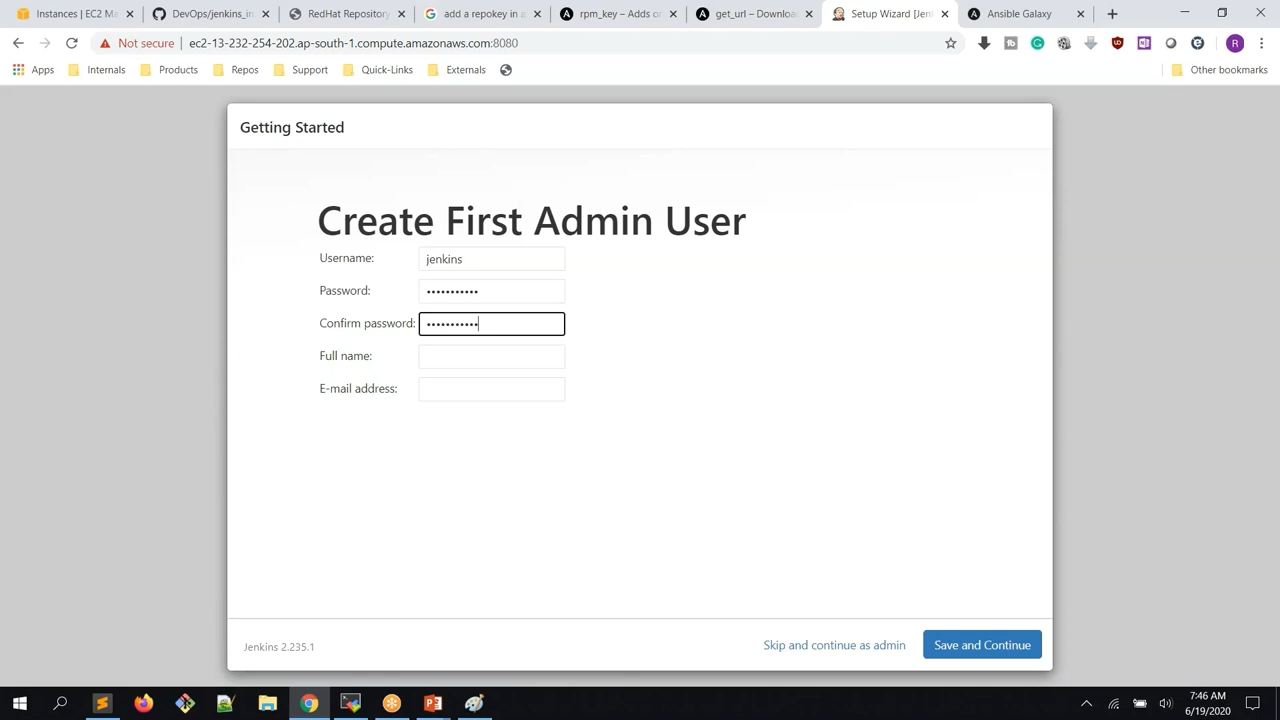 Instances | EC2 Ma
DevOps/jenkins_in
RedHat Repository
add a repokey in a
rpm_key – Adds or
get_url – Downloa
Setup Wizard [Jen
Ansible Galaxy
Not secure | ec2-13-232-254-202.ap-south-1.compute.amazonaws.com:8080
Apps
Internals
Products
Repos
Support
Quick-Links
Externals
Other bookmarks
Getting Started
Create First Admin User
Username: jenkins
Password: •••••••••••
Confirm password: •••••••••••
Full name:
E-mail address:
Jenkins 2.235.1
Skip and continue as admin
Save and Continue
7:46 AM
6/19/2020